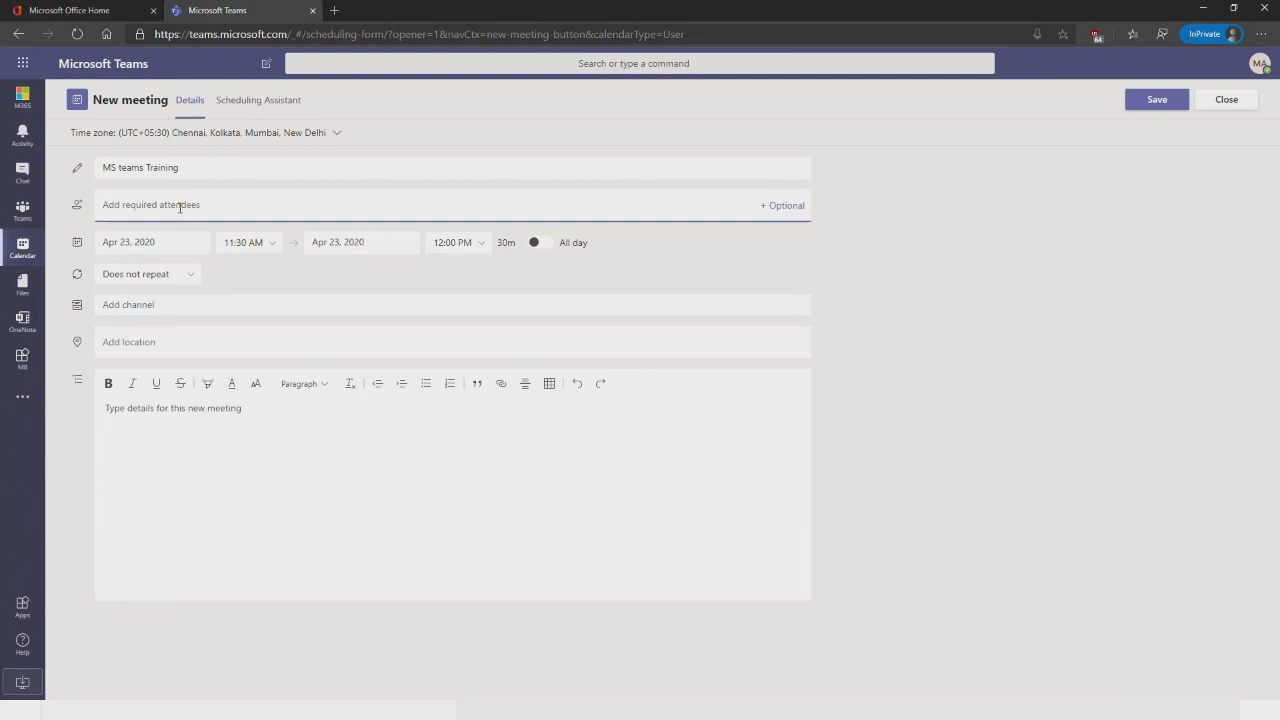 Microsoft Office Home
Microsoft Teams
https://teams.microsoft.com/_#/scheduling-form/?opener=1&navCtx=new-meeting-button&calendarType=User
64
InPrivate
Microsoft Teams
Search or type a command
MA
M365
Activity
Chat
Teams
Calendar
Files
OneNote
MB
Apps
Help
New meeting
Details
Scheduling Assistant
Save
Close
Time zone: (UTC+05:30) Chennai, Kolkata, Mumbai, New Delhi
MS teams Training
Add required attendees
+ Optional
Apr 23, 2020
11:30 AM
Apr 23, 2020
12:00 PM
30m
All day
Does not repeat
Add channel
Add location
B I U S A AA Paragraph
Type details for this new meeting